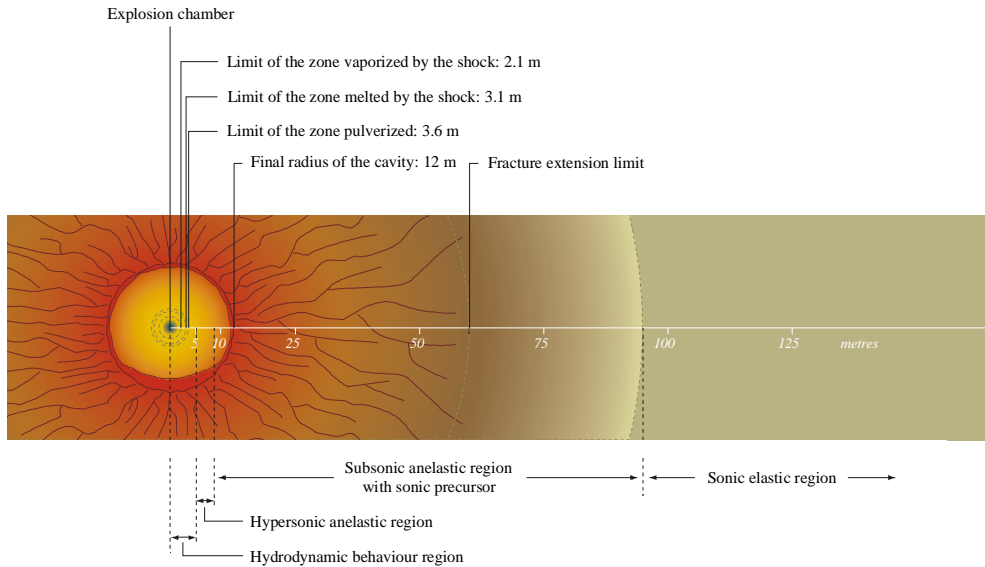 Explosion chamber
Limit of the zone vaporized by the shock: 2.1 m
Limit of the zone melted by the shock: 3.1 m
Limit of the zone pulverized: 3.6 m
Final radius of the cavity: 12 m
Fracture extension limit
5 10 25 50 75 100 125 metres
Subsonic anelastic region
with sonic precursor
Sonic elastic region
Hypersonic anelastic region
Hydrodynamic behaviour region